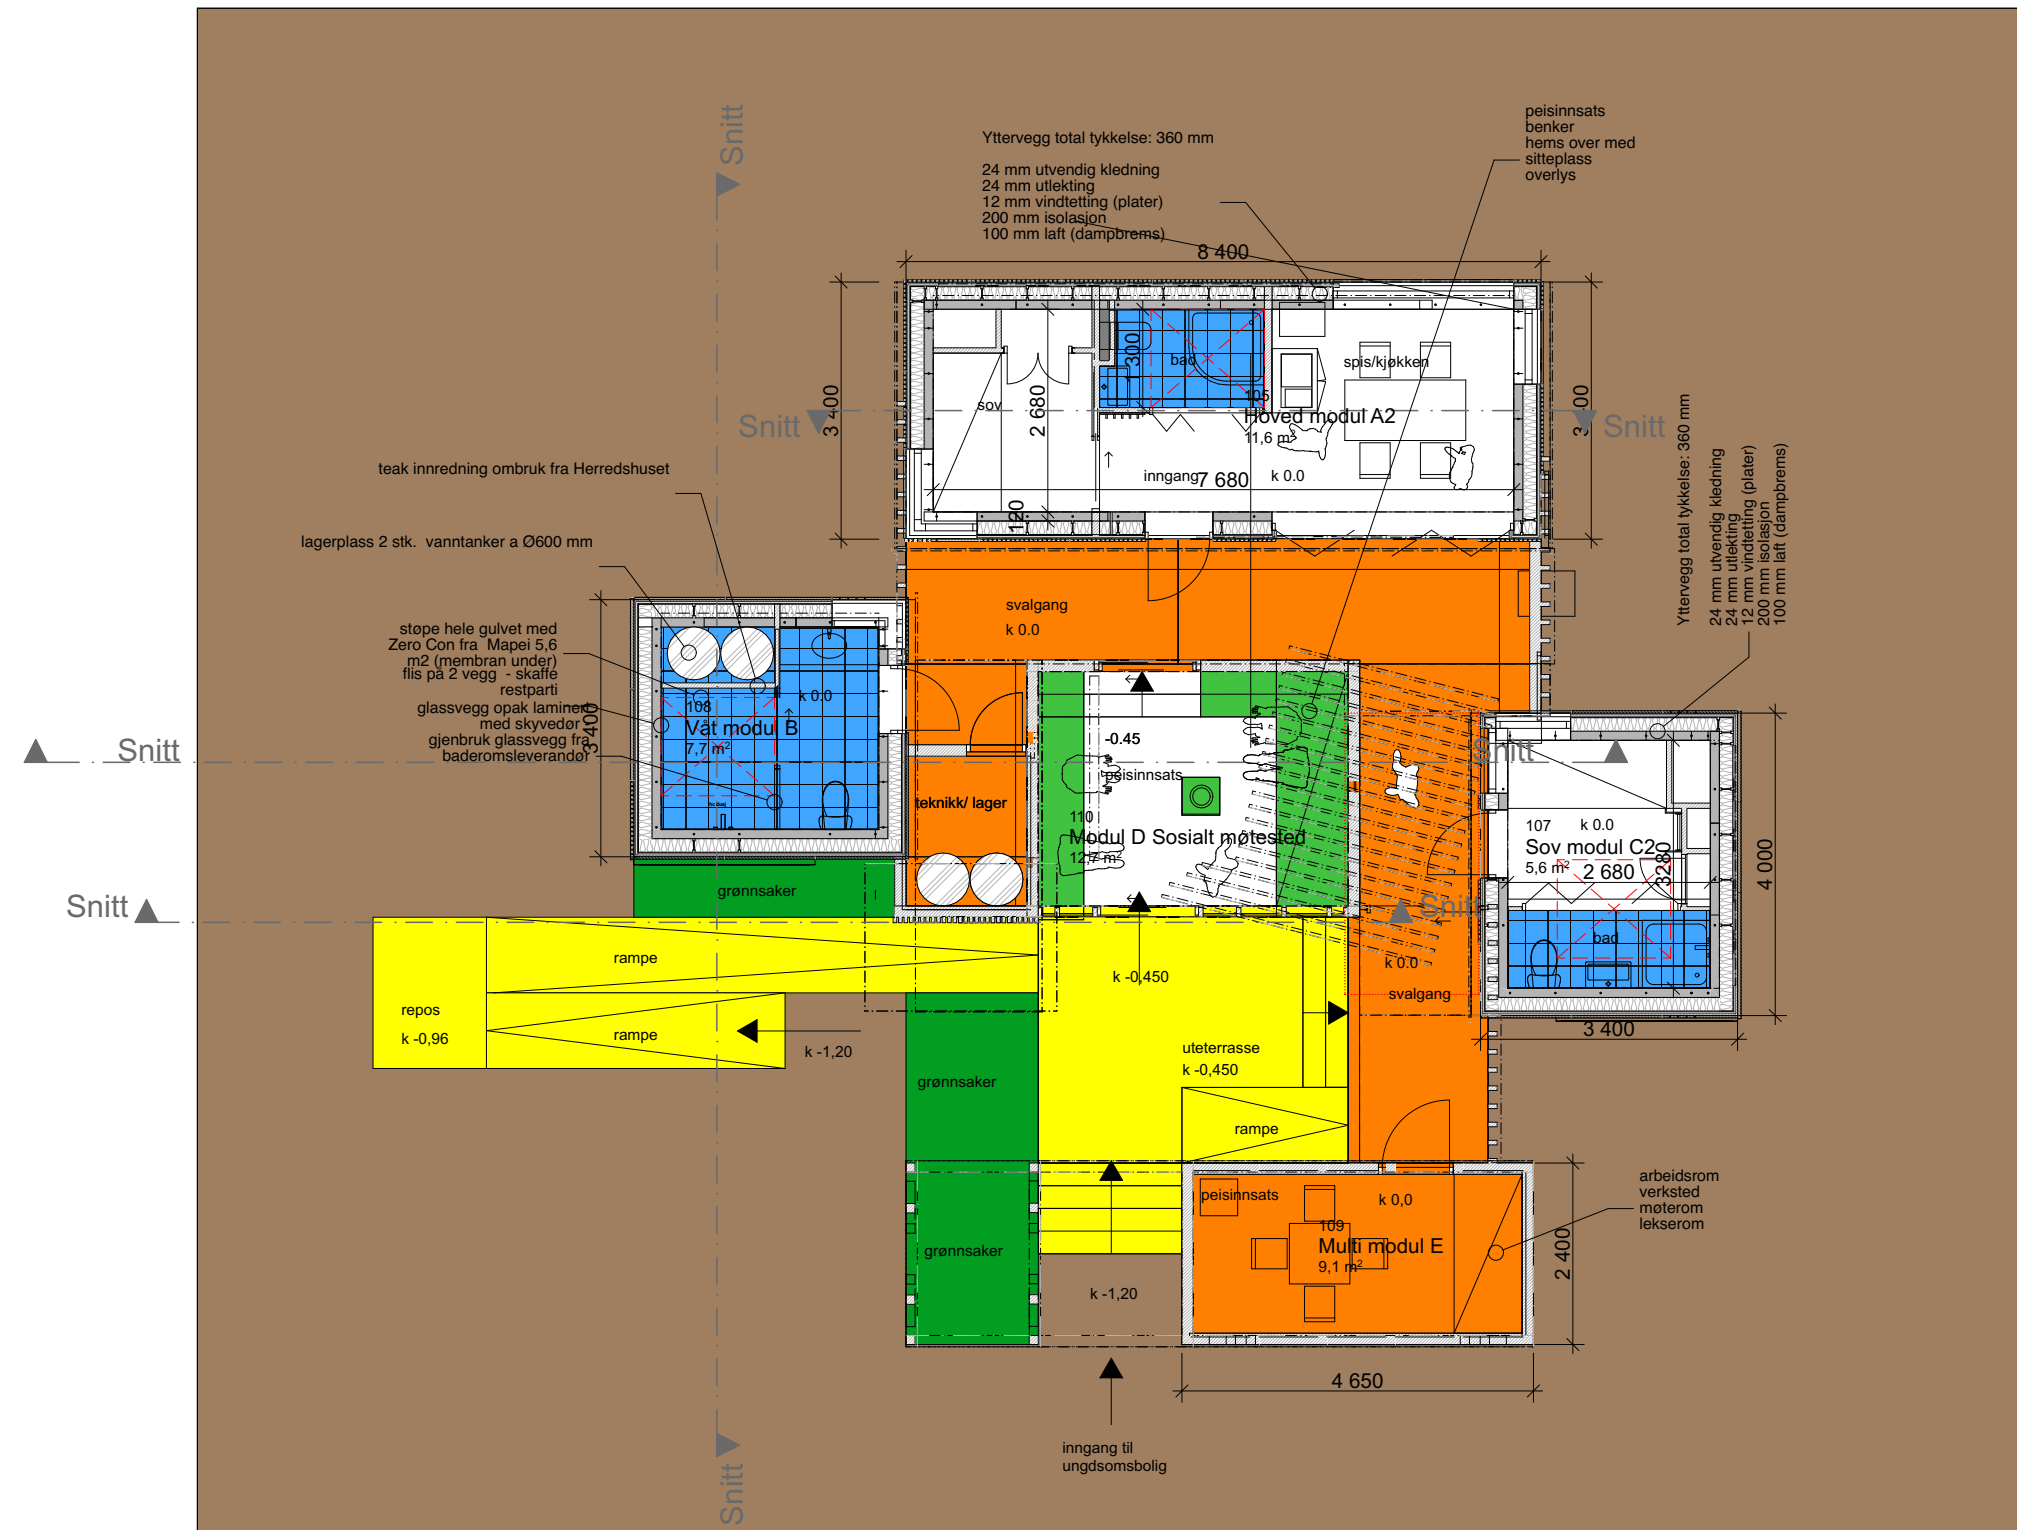 Snitt
Yttervegg total tykkelse: 360 mm
24 mm utvendig kledning
24 mm utlekting
12 mm vindtetting (plater)
200 mm isolasjon
100 mm laft (dampbrems)
peisinnsats
benker
hems over med
sitteplass
overlys
8 400
3 400
sov
2 680
bad
1 300
spis/kjøkken
105
Hoved modul A2
11,6 m²
inngang
7 680
k 0.0
120
3 400
Snitt
Snitt
Yttervegg total tykkelse: 360 mm
24 mm utvendig kledning
24 mm utlekting
12 mm vindtetting (plater)
200 mm isolasjon
100 mm laft (dampbrems)
teak innredning ombruk fra Herredshuset
lagerplass 2 stk. vanntanker a Ø600 mm
støpe hele gulvet med
Zero Con fra Mapei 5,6
m2 (membran under)
flis på 2 vegg - skaffe
restparti
glassvegg opak laminert
med skyvedør
gjenbruk glassvegg fra
baderomsleverandør
3 400
k 0.0
108
Våt modul B
7,7 m²
svalgang
k 0.0
teknikk/ lager
-0.45
peisinnsats
110
Modul D Sosialt møtested
12,7 m²
Snitt
Snitt
107
k 0.0
Sov modul C2
5,6 m²
2 680
3280
4 000
bad
3 400
Snitt
Snitt
grønnsaker
rampe
repos
k -0,96
rampe
k -1,20
k -0,450
k 0.0
svalgang
uteterrasse
k -0,450
grønnsaker
rampe
peisinnsats
k 0,0
109
Multi modul E
9,1 m²
2 400
arbeidsrom
verksted
møterom
lekserom
grønnsaker
k -1,20
4 650
inngang til
ungdsomsbolig
Snitt